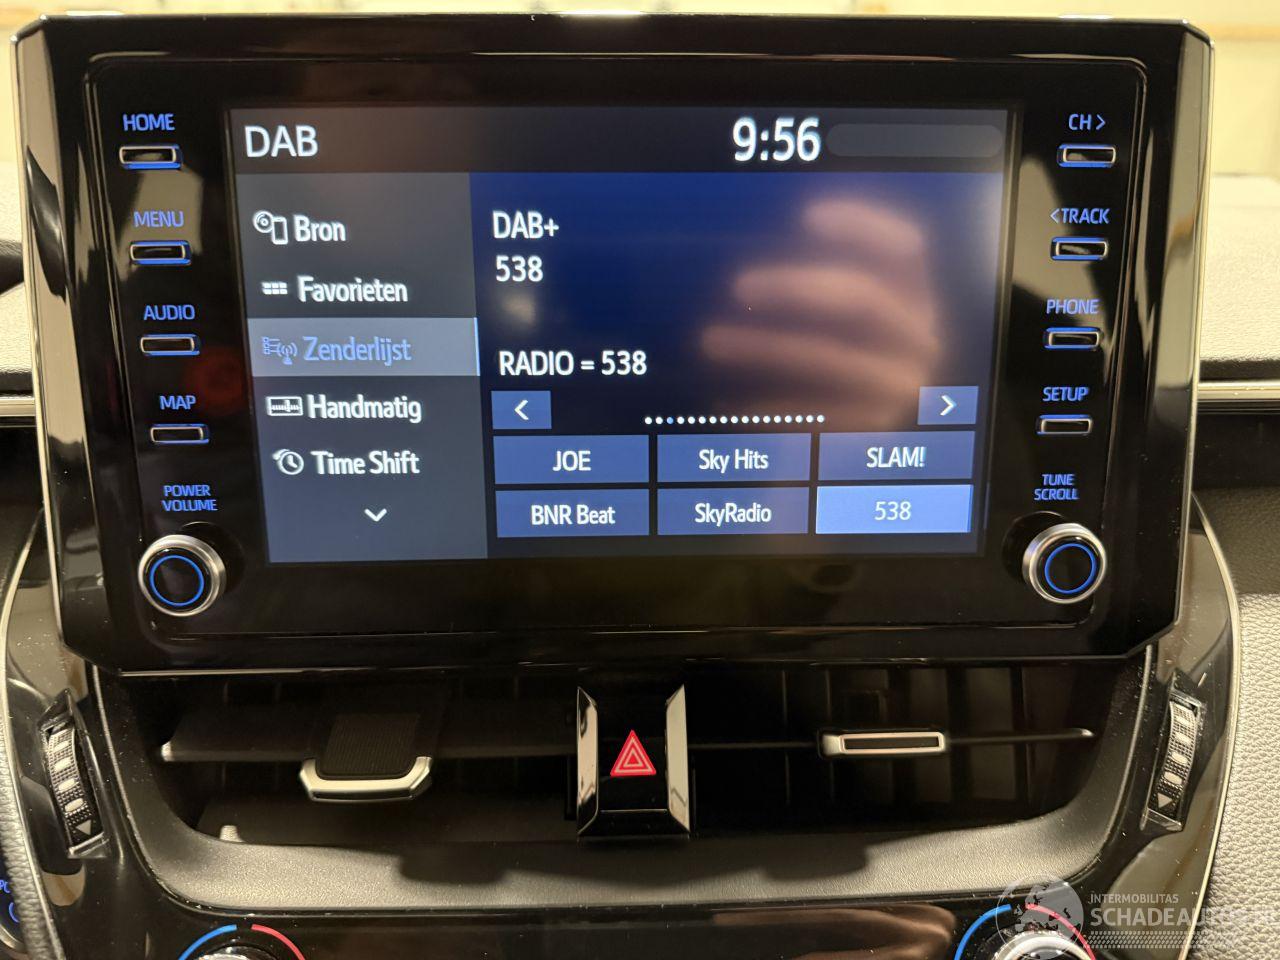 HOME
MENU
AUDIO
MAP
POWER
VOLUME
DAB
9:56
Bron
Favorieten
Zenderlijst
Handmatig
Time Shift
DAB+
538
RADIO = 538
<
>
JOE
Sky Hits
SLAM!
BNR Beat
SkyRadio
538
CH >
<TRACK
PHONE
SETUP
TUNE
SCROLL
INTERMOBILITAS